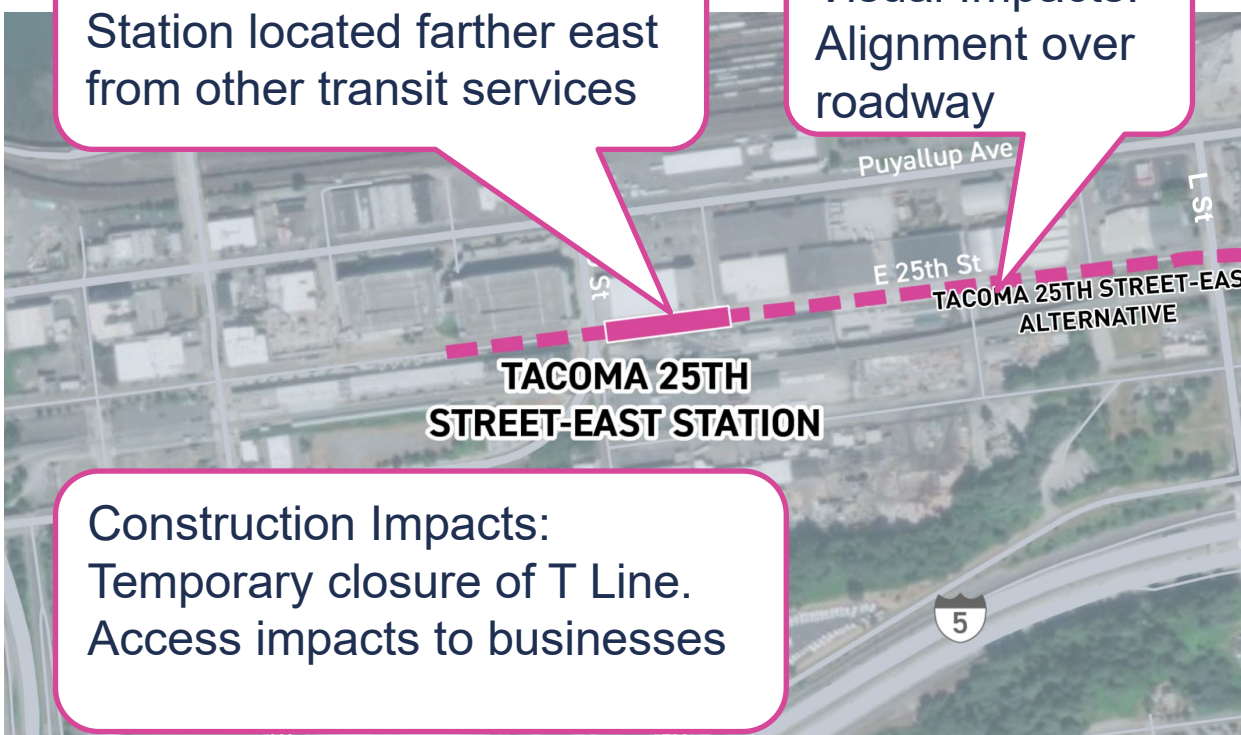 Station located farther east
from other transit services
Visual Impacts:
Alignment over
roadway
Puyallup Ave
L St
St
E 25th St
TACOMA 25TH STREET-EAS
ALTERNATIVE
TACOMA 25TH
STREET-EAST STATION
Construction Impacts:
Temporary closure of T Line.
Access impacts to businesses
5